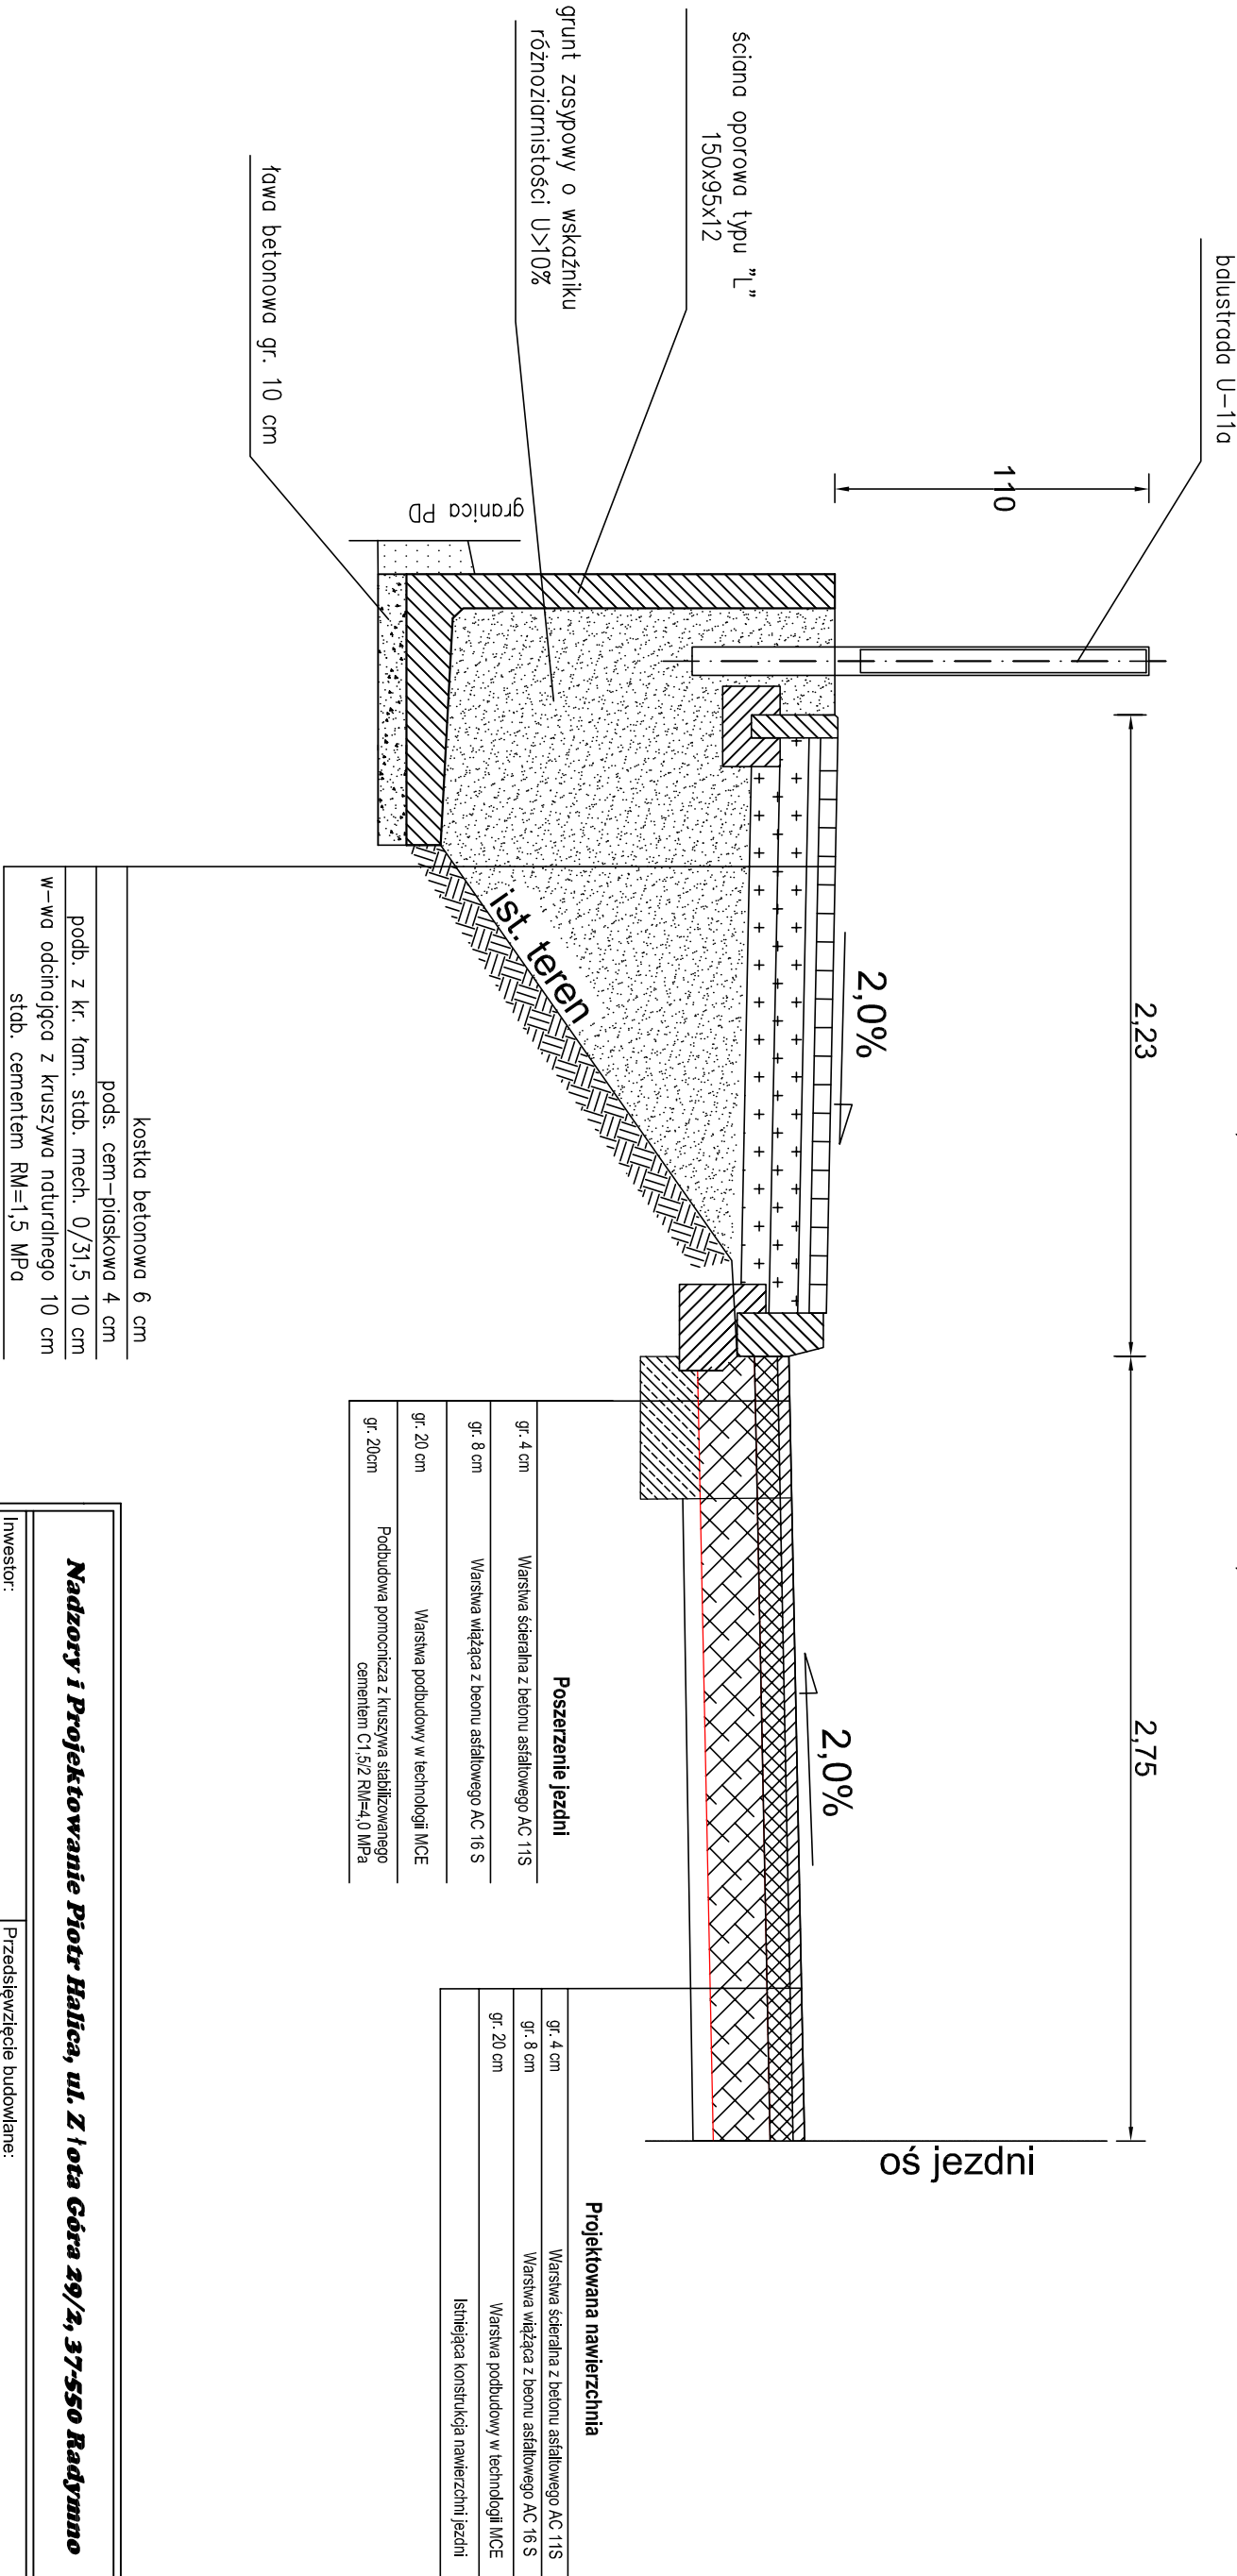 balustrada U-11a
ściana oporowa typu "L"
150x95x12
grunt zasypowy o wskaźniku
różnoziarnistości U>10%
ława betonowa gr. 10 cm
110
granica PD
2,23
2,75
2,0%
2,0%
ist. teren
oś jezdni
kostka betonowa 6 cm
pods. cem-piaskowa 4 cm
podb. z kr. łam. stab. mech. 0/31,5 10 cm
w-wa odcinająca z kruszywa naturalnego 10 cm
stab. cementem RM=1,5 MPa
Poszerzenie jezdni
gr. 4 cm Warstwa ścieralna z betonu asfaltowego AC 11S
gr. 8 cm Warstwa wiążąca z beonu asfaltowego AC 16 S
gr. 20 cm Warstwa podbudowy w technologii MCE
gr. 20cm Podbudowa pomocnicza z kruszywa stabilizowanego
cementem C1,5/2 RM=4,0 MPa
Projektowana nawierzchnia
gr. 4 cm Warstwa ścieralna z betonu asfaltowego AC 11S
gr. 8 cm Warstwa wiążąca z beonu asfaltowego AC 16 S
gr. 20 cm Warstwa podbudowy w technologii MCE
Istniejąca konstrukcja nawierzchni jezdni
Nadzory i Projektowanie Piotr Halica, ul. Złota Góra 29/2, 37-550 Radymno
Inwestor:
Przedsięwzięcie budowlane: